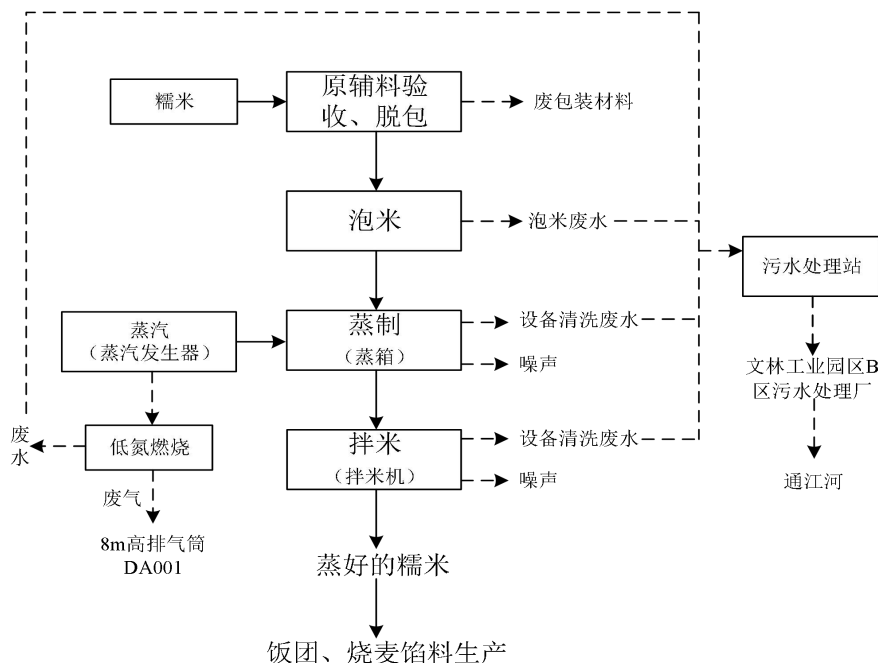 糯米
原辅料验
收、脱包
废包装材料
泡米
泡米废水
污水处理站
蒸汽
（蒸汽发生器）
蒸制
（蒸箱）
设备清洗废水
噪声
文林工业园区B
区污水处理厂
废
水
低氮燃烧
拌米
（拌米机）
设备清洗废水
噪声
通江河
废气
8m高排气筒
DA001
蒸好的糯米
饭团、烧麦馅料生产